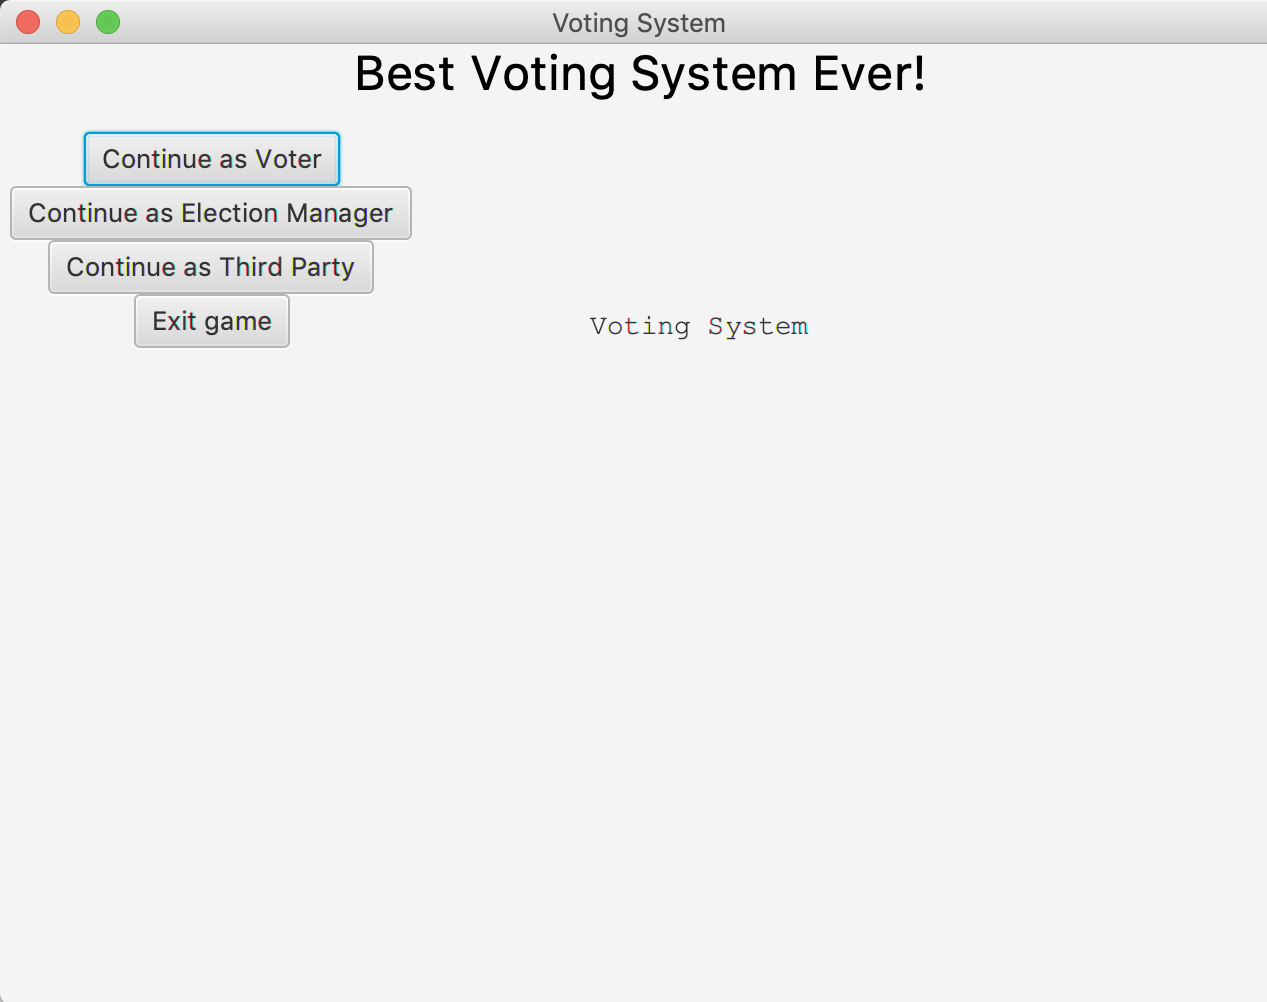 Voting System
Best Voting System Ever!
Continue as Voter
Continue as Election Manager
Continue as Third Party
Exit game
Voting System